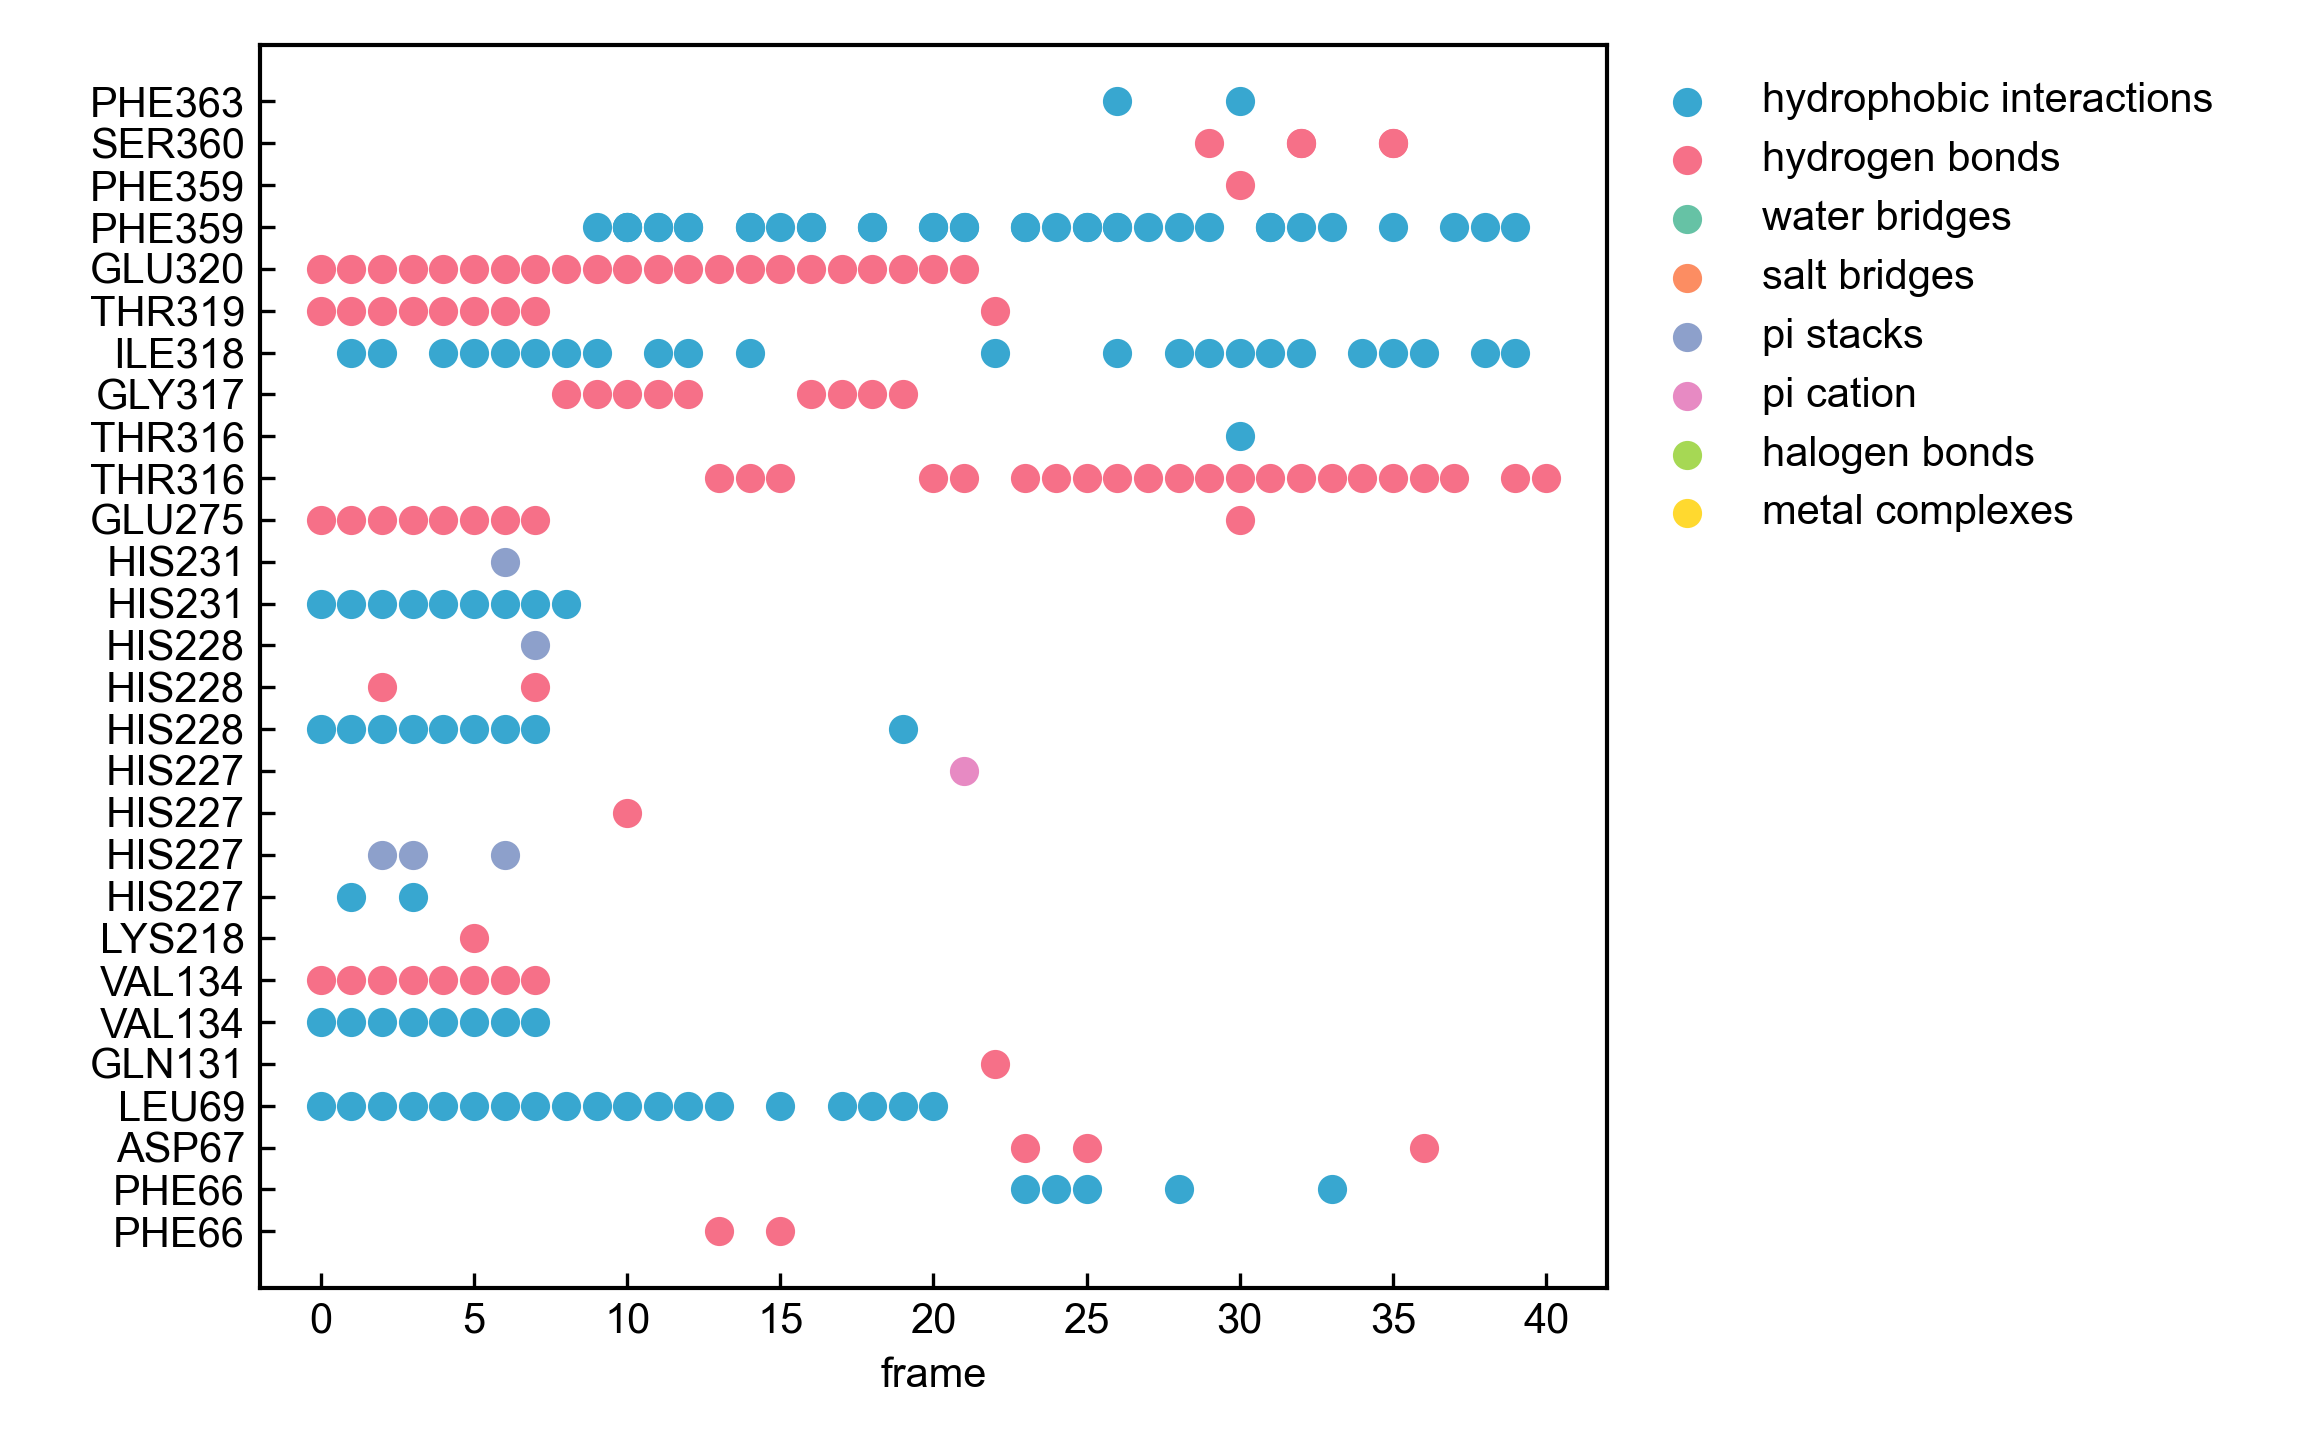 PHE363
SER360
PHE359
PHE359
GLU320
THR319
ILE318
GLY317
THR316
THR316
GLU275
HIS231
HIS231
HIS228
HIS228
HIS228
HIS227
HIS227
HIS227
HIS227
LYS218
VAL134
VAL134
GLN131
LEU69
ASP67
PHE66
PHE66
0 5 10 15 20 25 30 35 40
frame
hydrophobic interactions
hydrogen bonds
water bridges
salt bridges
pi stacks
pi cation
halogen bonds
metal complexes